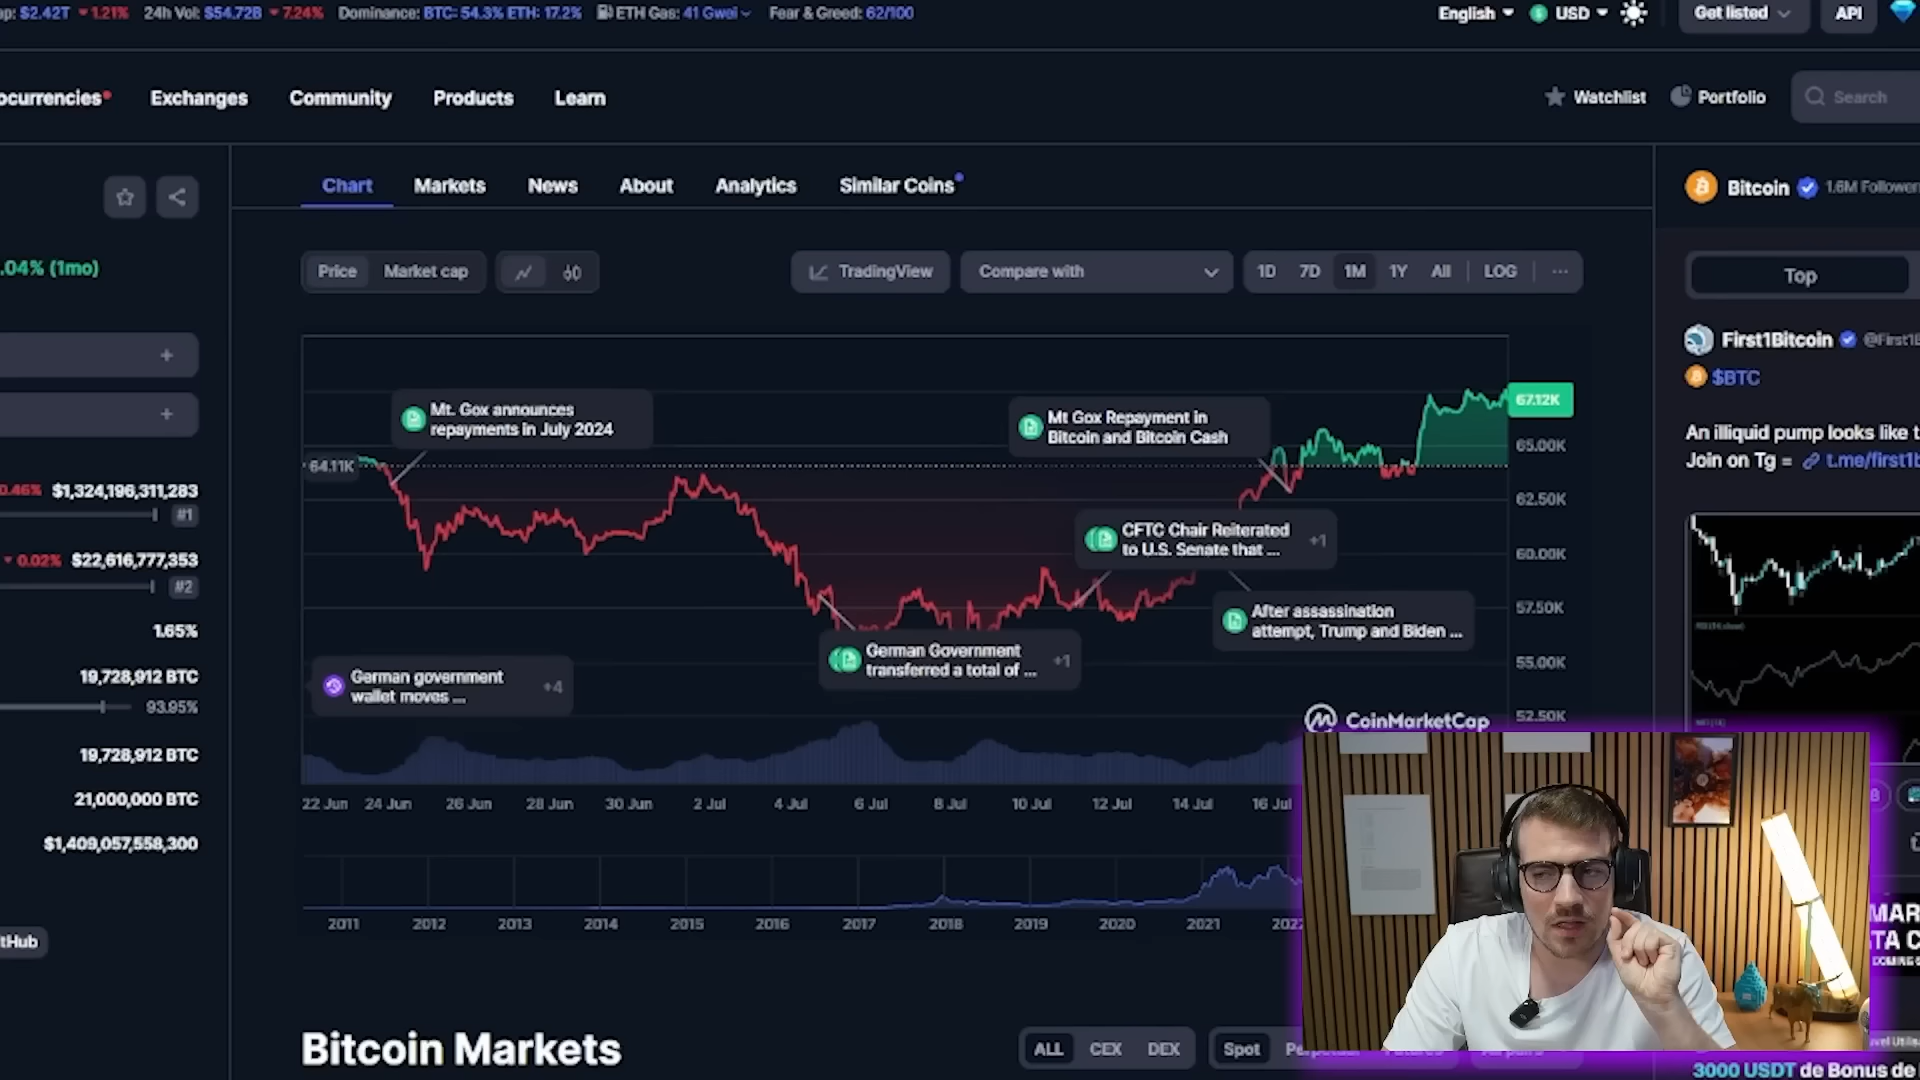 $2.42T 1.21% 24h Vol: $54.72B 7.24% Dominance: BTC: 54.3% ETH: 17.2% ETH Gas: 41 Gwei Fear & Greed: 62/100
English USD Get listed API
Exchanges Community Products Learn
Watchlist Portfolio Search
Chart Markets News About Analytics Similar Coins
Bitcoin 1.6M
.04% (1mo)
Price Market cap TradingView Compare with 1D 7D 1M 1Y All LOG
Top
First1Bitcoin
$BTC
An illiquid pump looks like
Join on Tg =
Mt. Gox announces
repayments in July 2024
Mt Gox Repayment in
Bitcoin and Bitcoin Cash
67.12K
65.00K
64.11K
62.50K
60.00K
57.50K
55.00K
52.50K
CFTC Chair Reiterated
to U.S. Senate that ...
+1
After assassination
attempt, Trump and Biden ...
German Government
transferred a total of ...
+1
German government
wallet moves ...
+4
CoinMarketCap
0.46% $1,324,196,311,283
#1
0.02% $22,616,777,353
#2
1.65%
19,728,912 BTC
93.95%
19,728,912 BTC
21,000,000 BTC
$1,409,057,558,300
22 Jun 24 Jun 26 Jun 28 Jun 30 Jun 2 Jul 4 Jul 6 Jul 8 Jul 10 Jul 12 Jul 14 Jul 16 Jul
2011 2012 2013 2014 2015 2016 2017 2018 2019 2020 2021 2022
Bitcoin Markets
ALL CEX DEX Spot
3000 USDT de Bonus de